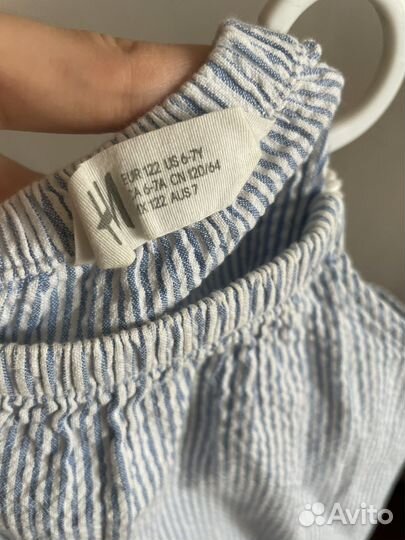 H&M
EUR 122 US 6-7Y
CA 6-7A CN 120/64
MX 122 AUS 7
Avito